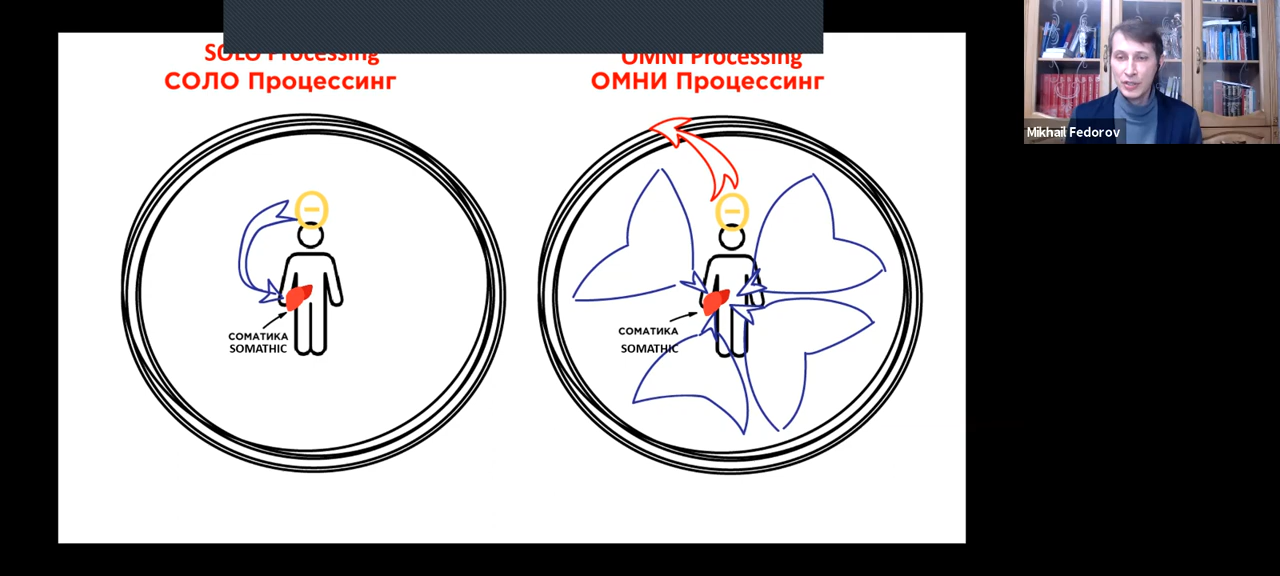 SOLO Processing
СОЛО Процессинг
СОМАТИКА
SOMATHIC
OMNI Processing
ОМНИ Процессинг
СОМАТИКА
SOMATHIC
Mikhail Fedorov